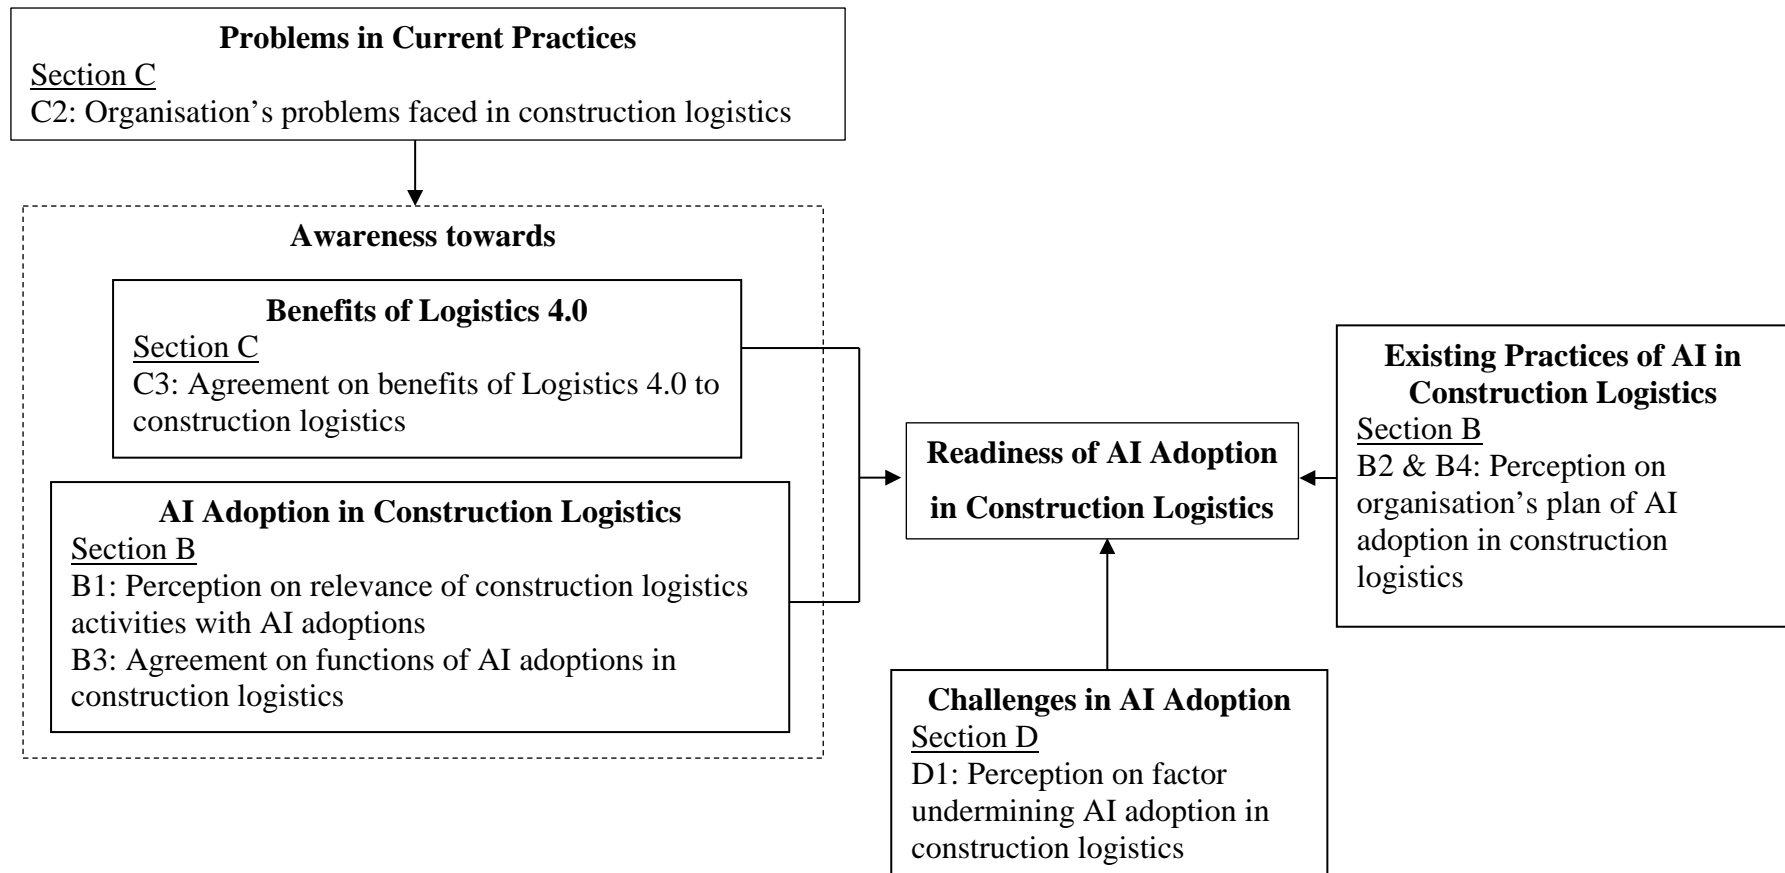 Problems in Current Practices
Section C
C2: Organisation’s problems faced in construction logistics
Awareness towards
Benefits of Logistics 4.0
Section C
C3: Agreement on benefits of Logistics 4.0 to
construction logistics
AI Adoption in Construction Logistics
Section B
B1: Perception on relevance of construction logistics
activities with AI adoptions
B3: Agreement on functions of AI adoptions in
construction logistics
Readiness of AI Adoption
in Construction Logistics
Existing Practices of AI in
Construction Logistics
Section B
B2 & B4: Perception on
organisation’s plan of AI
adoption in construction
logistics
Challenges in AI Adoption
Section D
D1: Perception on factor
undermining AI adoption in
construction logistics